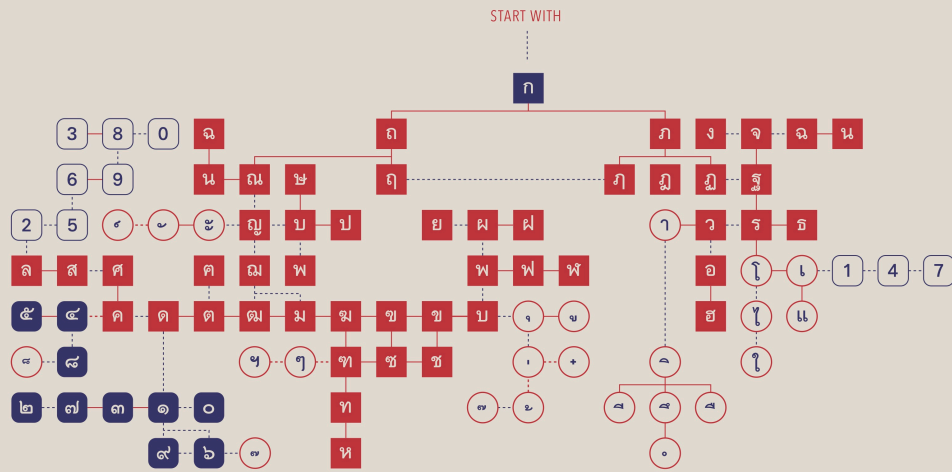 START WITH
ก
3 8 0 ฉ ถ ภ ง จ ฉ น
6 9 น ณ ษ ฤ ฦ ฎ ฏ ฐ
2 5 ั ะ ญ บ ป ย ผ ฝ า ว ร ธ
ล ส ศ ฅ ฌ พ พ ฟ ฬ อ โ เ 1 4 7
๕ ๔ ค ด ต ฒ ม ฆ ฃ ข บ ฮ ไ แ
๘ ฯ ๆ ฑ ซ ช ่ ๋ ิ ใ
๒ ๗ ๓ ๑ ๐ ท ๊ ้ ี ึ ื
๙ ๖ ห ํ